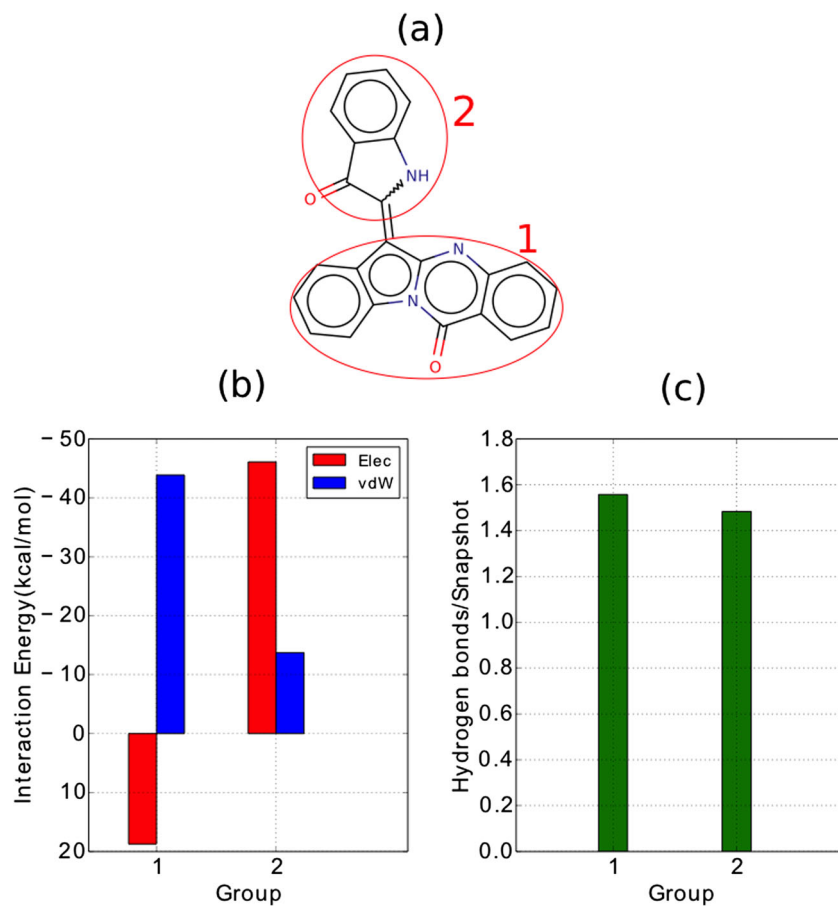 (a)
2
NH
O
1
N
N
O
(b)
(c)
Interaction Energy(kcal/mol)
− 50
− 40
− 30
− 20
− 10
0
10
20
Elec
vdW
1 2
Group
Hydrogen bonds/Snapshot
1.8
1.6
1.4
1.2
1.0
0.8
0.6
0.4
0.2
0.0
1 2
Group